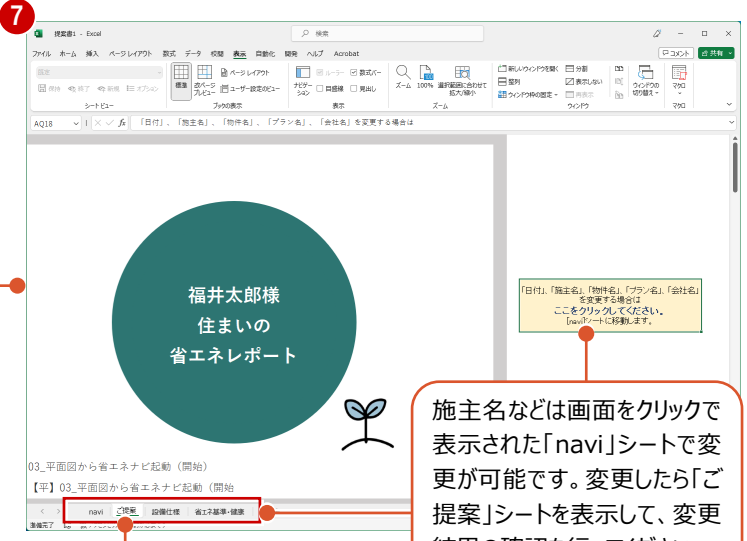 7
提案書1 - Excel
検索
ファイル ホーム 挿入 ページレイアウト 数式 データ 校閲 表示 自動化 開発 ヘルプ Acrobat
コメント 共有
既定
保持 終了 新規 オプション
シートビュー
標準 改ページ プレビュー ページレイアウト ユーザー設定のビュー
ブックの表示
ナビゲーション ルーラー 数式バー 目盛線 見出し
表示
ズーム 100% 選択範囲に合わせて 拡大/縮小
ズーム
新しいウィンドウを開く 整列 ウィンドウ枠の固定 分割 表示しない 再表示 ウィンドウの 切り替え
ウィンドウ
マクロ
マクロ
AQ18 fx 「日付」、「施主名」、「物件名」、「プラン名」、「会社名」を変更する場合は
福井太郎様
住まいの
省エネレポート
「日付」、「施主名」、「物件名」、「プラン名」、「会社名」
を変更する場合は
ここをクリックしてください。
[navi]シートに移動します。
03_平面図から省エネナビ起動（開始）
【平】03_平面図から省エネナビ起動（開始
navi ご提案 設備仕様 省エネ基準・健康
準備完了
施主名などは画面をクリックで
表示された「navi」シートで変
更が可能です。変更したら「ご
提案」シートを表示して、変更